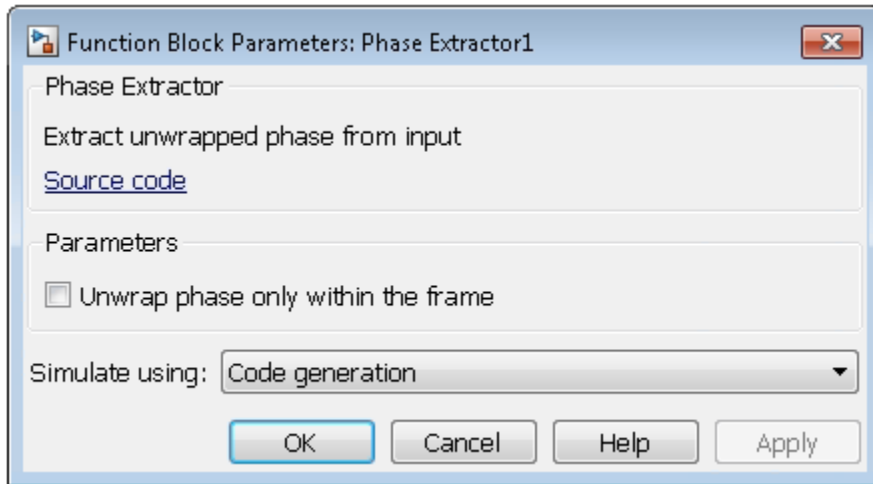 Function Block Parameters: Phase Extractor1
Phase Extractor
Extract unwrapped phase from input
Source code
Parameters
Unwrap phase only within the frame
Simulate using: Code generation
OK Cancel Help Apply